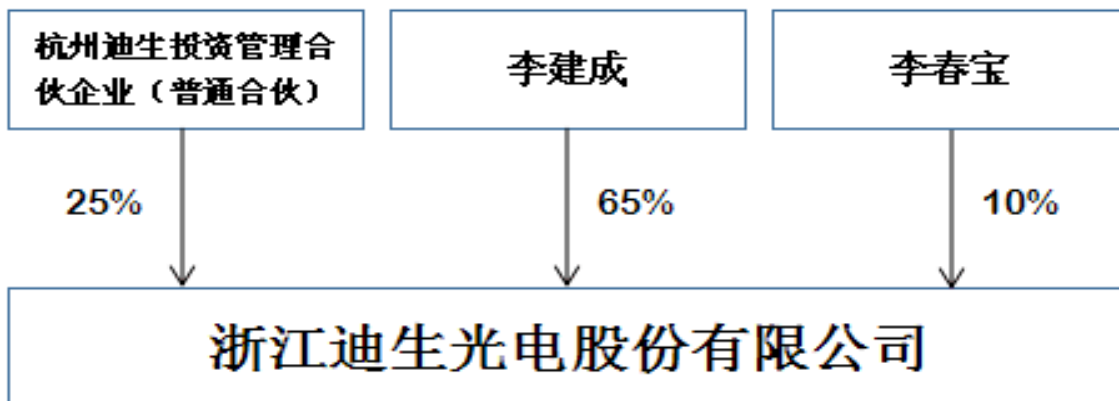 杭州迪生投资管理合
伙企业（普通合伙）
李建成
李春宝
25%
65%
10%
浙江迪生光电股份有限公司